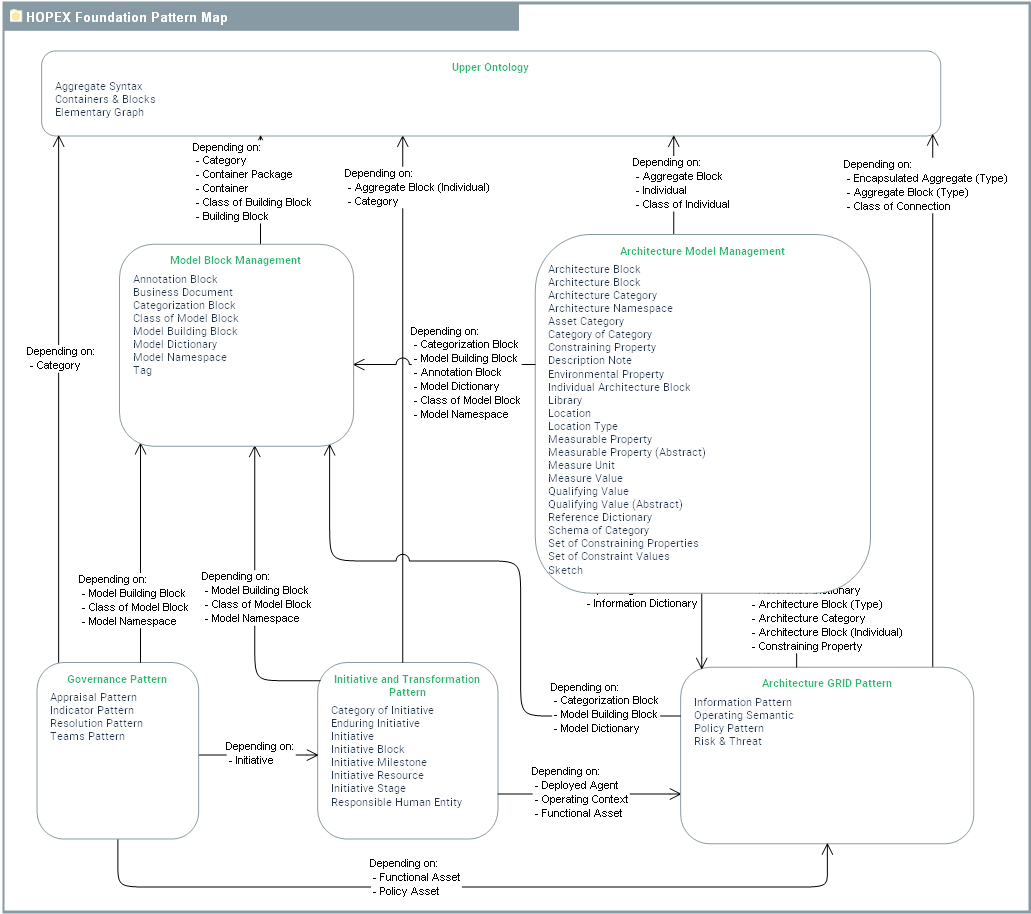 HOPEX Foundation Pattern Map
Upper Ontology
Aggregate Syntax
Containers & Blocks
Elementary Graph
Depending on:
- Category
- Container Package
- Container
- Class of Building Block
- Building Block
Depending on:
- Aggregate Block (Individual)
- Category
Depending on:
- Aggregate Block
- Individual
- Class of Individual
Depending on:
- Encapsulated Aggregate (Type)
- Aggregate Block (Type)
- Class of Connection
Model Block Management
Annotation Block
Business Document
Categorization Block
Class of Model Block
Model Building Block
Model Dictionary
Model Namespace
Tag
Architecture Model Management
Architecture Block
Architecture Block
Architecture Category
Architecture Namespace
Asset Category
Category of Category
Constraining Property
Description Note
Environmental Property
Individual Architecture Block
Library
Location
Location Type
Measurable Property
Measurable Property (Abstract)
Measure Unit
Measure Value
Qualifying Value
Qualifying Value (Abstract)
Reference Dictionary
Schema of Category
Set of Constraining Properties
Set of Constraint Values
Sketch
Depending on:
- Category
Depending on:
- Categorization Block
- Model Building Block
- Annotation Block
- Model Dictionary
- Class of Model Block
- Model Namespace
Depending on:
- Model Building Block
- Class of Model Block
- Model Namespace
Depending on:
- Model Building Block
- Class of Model Block
- Model Namespace
- Information Dictionary
- Architecture Block (Type)
- Architecture Category
- Architecture Block (Individual)
- Constraining Property
Governance Pattern
Appraisal Pattern
Indicator Pattern
Resolution Pattern
Teams Pattern
Depending on:
- Initiative
Initiative and Transformation
Pattern
Category of Initiative
Enduring Initiative
Initiative
Initiative Block
Initiative Milestone
Initiative Resource
Initiative Stage
Responsible Human Entity
Depending on:
- Categorization Block
- Model Building Block
- Model Dictionary
Depending on:
- Deployed Agent
- Operating Context
- Functional Asset
Architecture GRID Pattern
Information Pattern
Operating Semantic
Policy Pattern
Risk & Threat
Depending on:
- Functional Asset
- Policy Asset